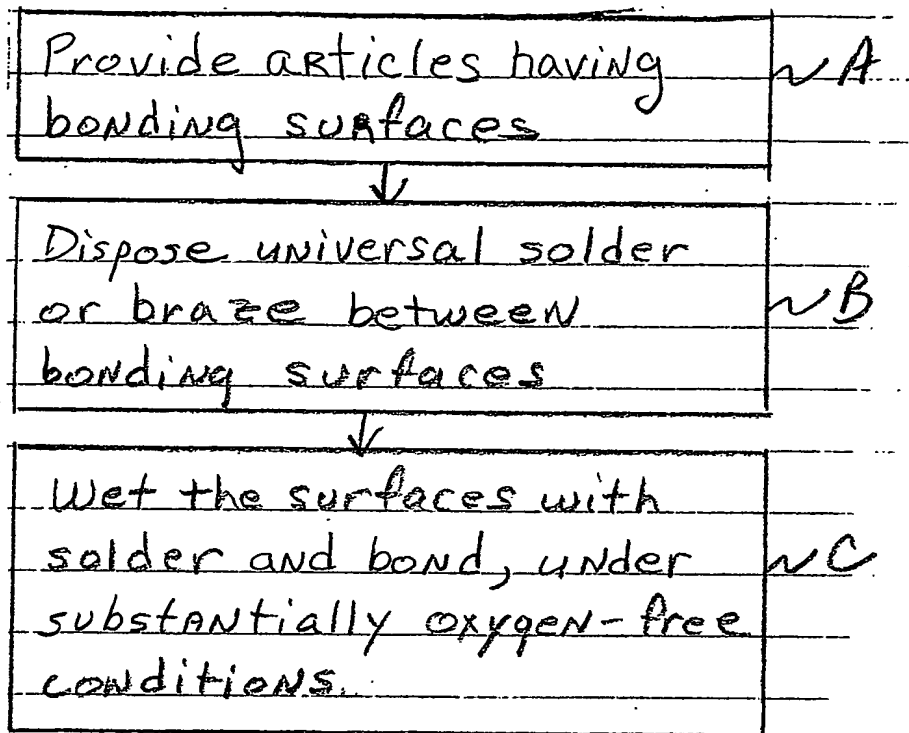 Provide articles having
bonding surfaces
~ A
Dispose universal solder
or braze between
bonding surfaces
~ B
Wet the surfaces with
solder and bond, under
substantially oxygen-free
conditions.
~ C